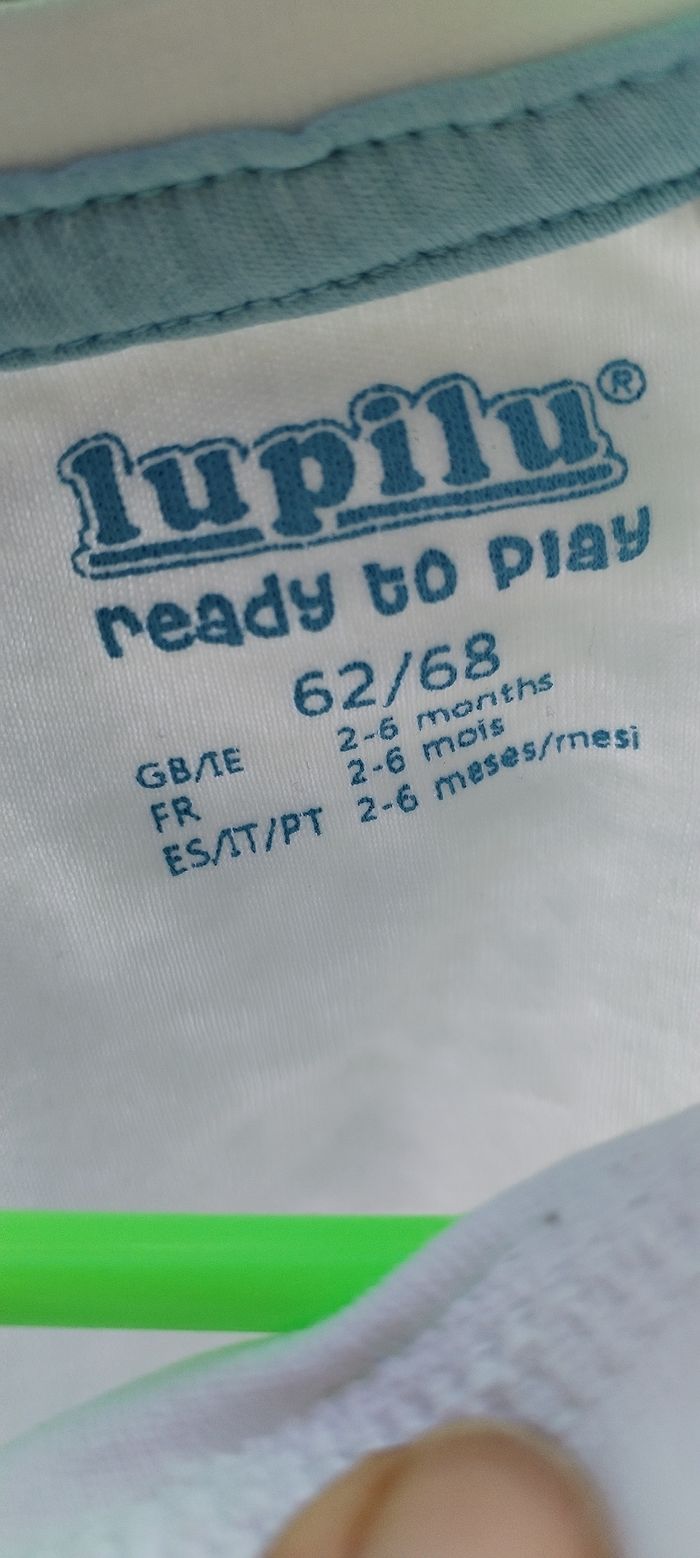 lupilu®
ready to play
62/68
GB/IE 2-6 months
FR 2-6 mois
ES/IT/PT 2-6 meses/mesi